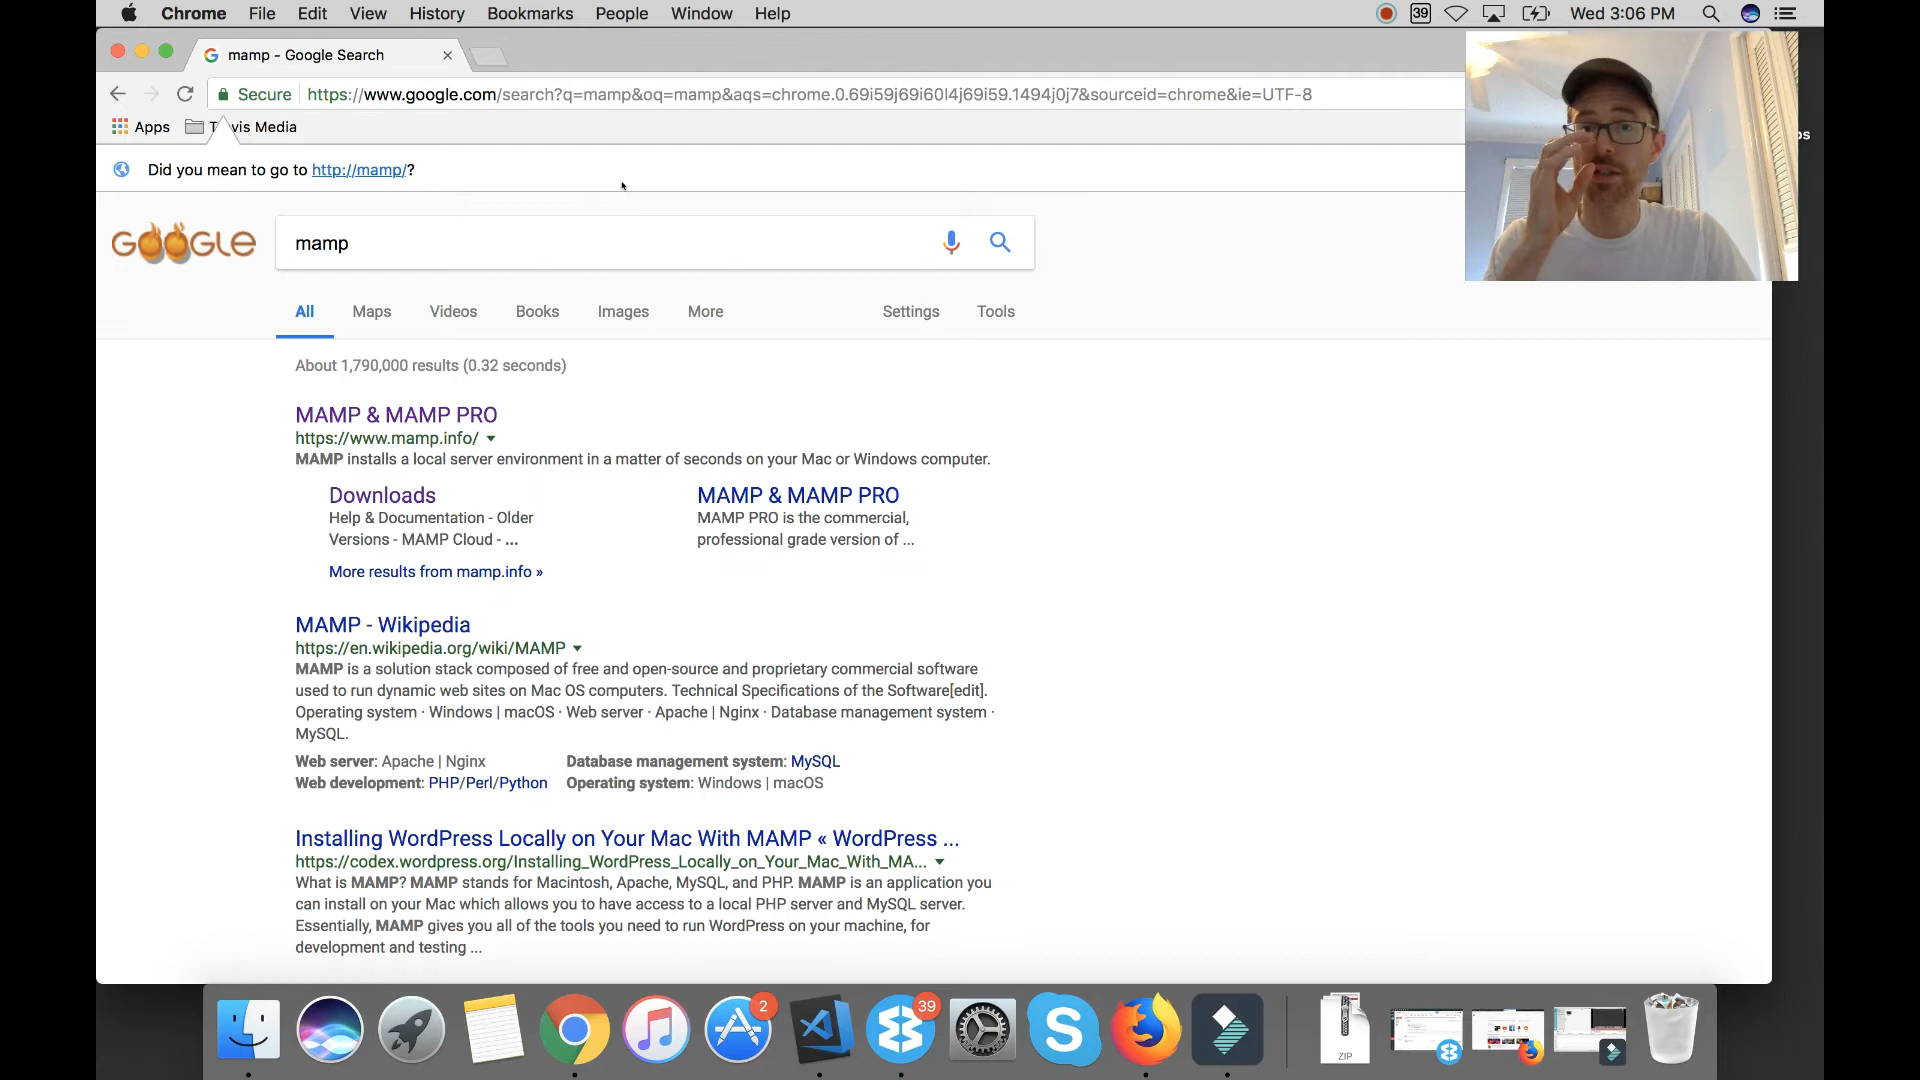 Chrome File Edit View History Bookmarks People Window Help
39 Wed 3:06 PM
mamp - Google Search
Secure https://www.google.com/search?q=mamp&oq=mamp&aqs=chrome.0.69i59j69i60l4j69i59.1494j0j7&sourceid=chrome&ie=UTF-8
Apps vis Media
Did you mean to go to http://mamp/?
GOOGLE
mamp
All Maps Videos Books Images More Settings Tools
About 1,790,000 results (0.32 seconds)
MAMP & MAMP PRO
https://www.mamp.info/
MAMP installs a local server environment in a matter of seconds on your Mac or Windows computer.
Downloads
Help & Documentation - Older
Versions - MAMP Cloud - ...
MAMP & MAMP PRO
MAMP PRO is the commercial,
professional grade version of ...
More results from mamp.info »
MAMP - Wikipedia
https://en.wikipedia.org/wiki/MAMP
MAMP is a solution stack composed of free and open-source and proprietary commercial software
used to run dynamic web sites on Mac OS computers. Technical Specifications of the Software[edit].
Operating system · Windows | macOS · Web server · Apache | Nginx · Database management system ·
MySQL.
Web server: Apache | Nginx Database management system: MySQL
Web development: PHP/Perl/Python Operating system: Windows | macOS
Installing WordPress Locally on Your Mac With MAMP « WordPress ...
https://codex.wordpress.org/Installing_WordPress_Locally_on_Your_Mac_With_MA...
What is MAMP? MAMP stands for Macintosh, Apache, MySQL, and PHP. MAMP is an application you
can install on your Mac which allows you to have access to a local PHP server and MySQL server.
Essentially, MAMP gives you all of the tools you need to run WordPress on your machine, for
development and testing ...
2
39
S
ZIP